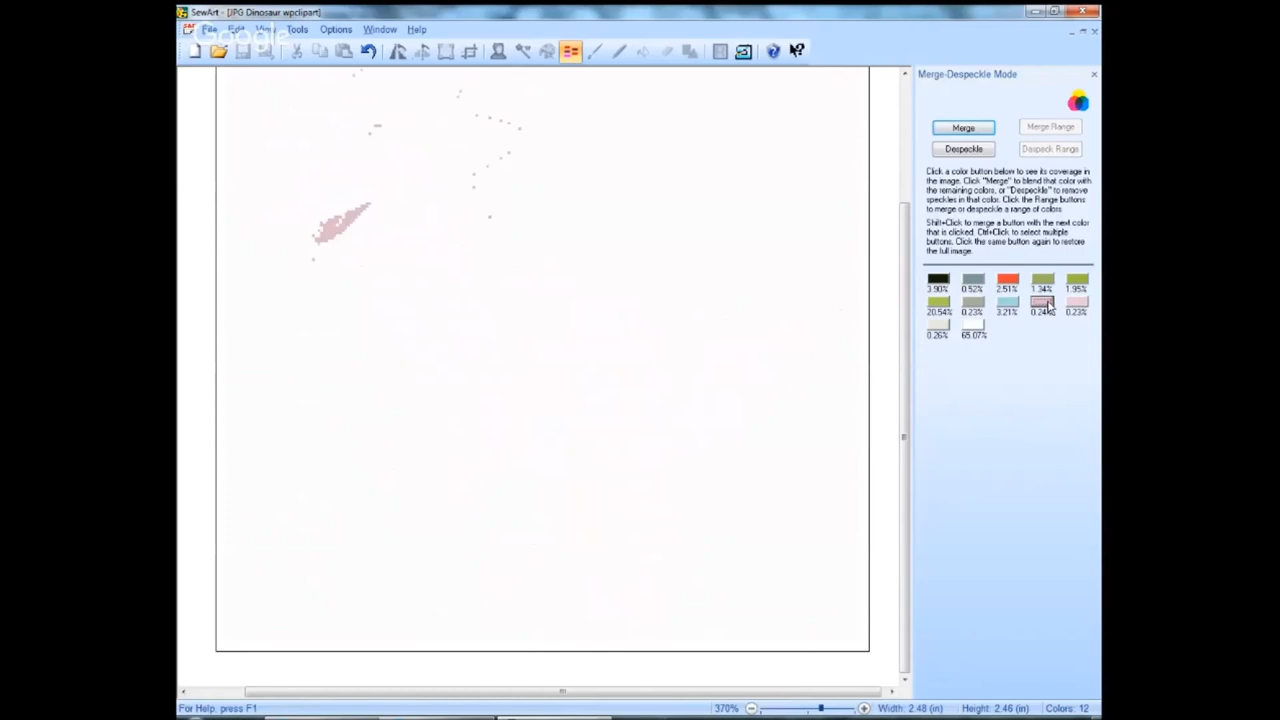 SewArt - [JPG Dinosaur wpclipart]
File Edit View Tools Options Window Help
Google
Merge-Despeckle Mode
Merge
Merge Range
Despeckle
Despeck Range
Click a color button below to see its coverage in
the image. Click "Merge" to blend that color with
the remaining colors, or "Despeckle" to remove
speckles in that color. Click the Range buttons
to merge or despeckle a range of colors.
Shift+Click to merge a button with the next color
that is clicked. Ctrl+Click to select multiple
buttons. Click the same button again to restore
the full image.
3.90% 0.52% 2.51% 1.34% 1.95%
20.54% 0.23% 3.21% 0.24% 0.23%
0.26% 65.07%
For Help, press F1
370%
Width: 2.48 (in)
Height: 2.46 (in)
Colors: 12